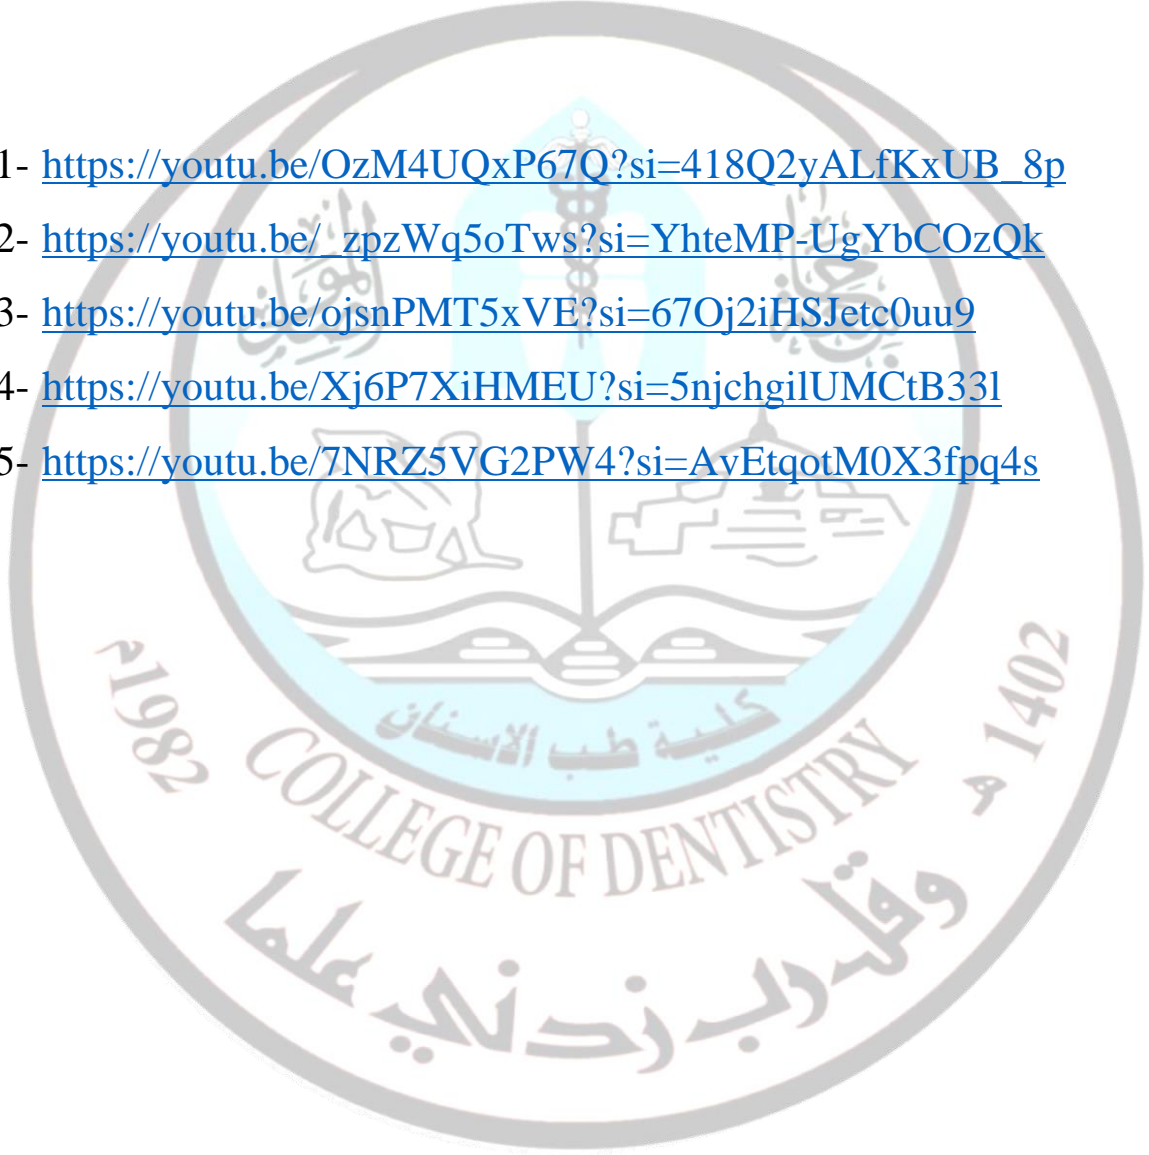 1- https://youtu.be/OzM4UQxP67Q?si=418Q2yALfKxUB_8p
2- https://youtu.be/_zpzWq5oTws?si=YhteMP-UgYbCOzQk
3- https://youtu.be/ojsnPMT5xVE?si=67Oj2iHSJetc0uu9
4- https://youtu.be/Xj6P7XiHMEU?si=5njchgilUMCtB33l
5- https://youtu.be/7NRZ5VG2PW4?si=AvEtqotM0X3fpq4s
كلية طب الاسنان
1982م
1402 ه
COLLEGE OF DENTISTRY
وقل رب زدني علما